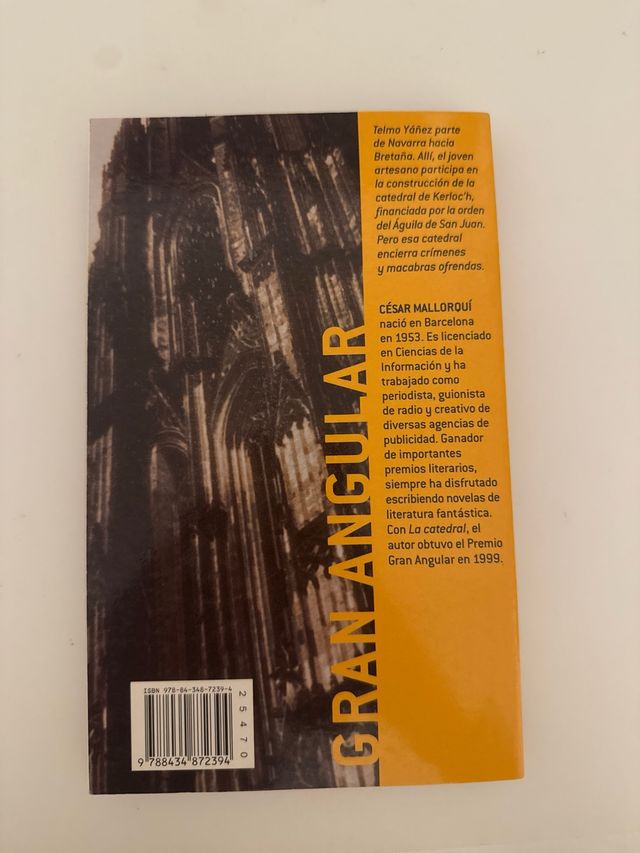 Telmo Yáñez parte
de Navarra hacia
Bretaña. Allí, el joven
artesano participa en
la construcción de la
catedral de Kerloc'h,
financiada por la orden
del Águila de San Juan.
Pero esa catedral
encierra crímenes
y macabras ofrendas.
CÉSAR MALLORQUÍ
nació en Barcelona
en 1953. Es licenciado
en Ciencias de la
Información y ha
trabajado como
periodista, guionista
de radio y creativo de
diversas agencias de
publicidad. Ganador
de importantes
premios literarios,
siempre ha disfrutado
escribiendo novelas de
literatura fantástica.
Con La catedral, el
autor obtuvo el Premio
Gran Angular en 1999.
GRAN ANGULAR
ISBN 978-84-348-7239-4
25470
9 788434 872394